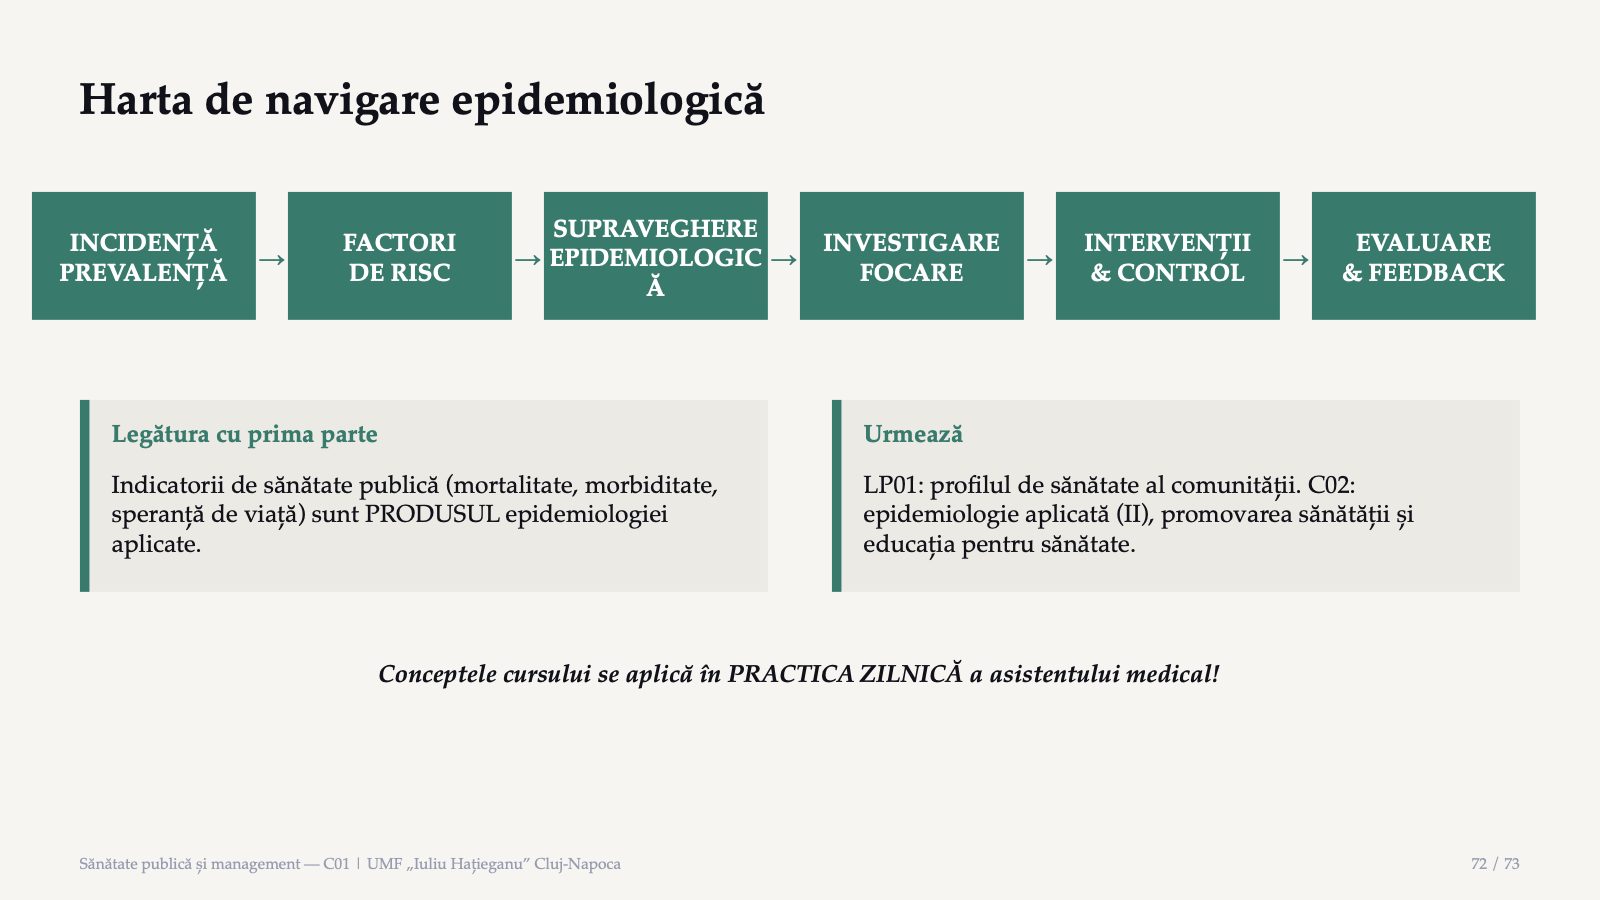 Harta de navigare epidemiologică
INCIDENȚĂ
PREVALENȚĂ
→
FACTORI
DE RISC
→
SUPRAVEGHERE
EPIDEMIOLOGIC
Ă
→
INVESTIGARE
FOCARE
→
INTERVENȚII
& CONTROL
→
EVALUARE
& FEEDBACK
Legătura cu prima parte
Indicatorii de sănătate publică (mortalitate, morbiditate,
speranță de viață) sunt PRODUSUL epidemiologiei
aplicate.
Urmează
LP01: profilul de sănătate al comunității. C02:
epidemiologie aplicată (II), promovarea sănătății și
educația pentru sănătate.
Conceptele cursului se aplică în PRACTICA ZILNICĂ a asistentului medical!
Sănătate publică și management — C01 | UMF „Iuliu Hațieganu” Cluj-Napoca
72 / 73